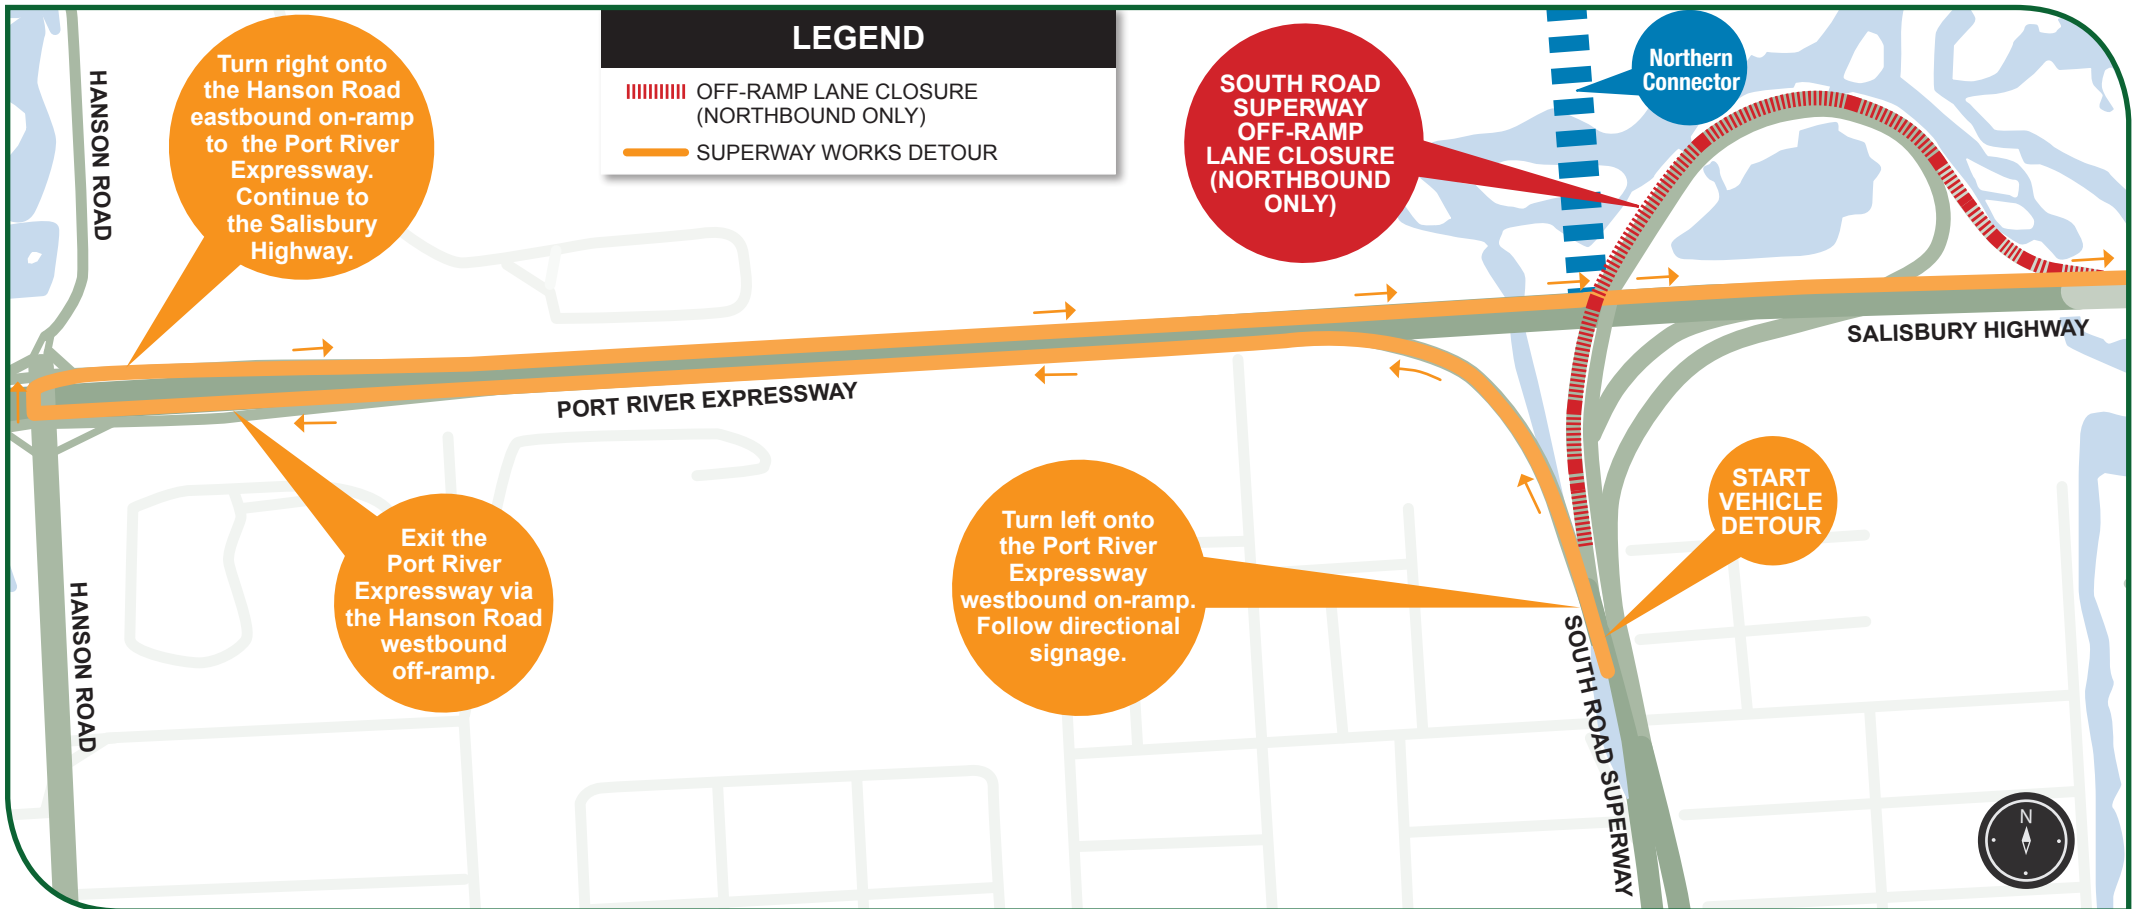 LEGEND
OFF-RAMP LANE CLOSURE
(NORTHBOUND ONLY)
SUPERWAY WORKS DETOUR
HANSON ROAD
Turn right onto
the Hanson Road
eastbound on-ramp
to the Port River
Expressway.
Continue to
the Salisbury
Highway.
SOUTH ROAD
SUPERWAY
OFF-RAMP
LANE CLOSURE
(NORTHBOUND
ONLY)
Northern
Connector
SALISBURY HIGHWAY
PORT RIVER EXPRESSWAY
START
VEHICLE
DETOUR
Turn left onto
the Port River
Expressway
westbound on-ramp.
Follow directional
signage.
Exit the
Port River
Expressway via
the Hanson Road
westbound
off-ramp.
HANSON ROAD
SOUTH ROAD SUPERWAY
N